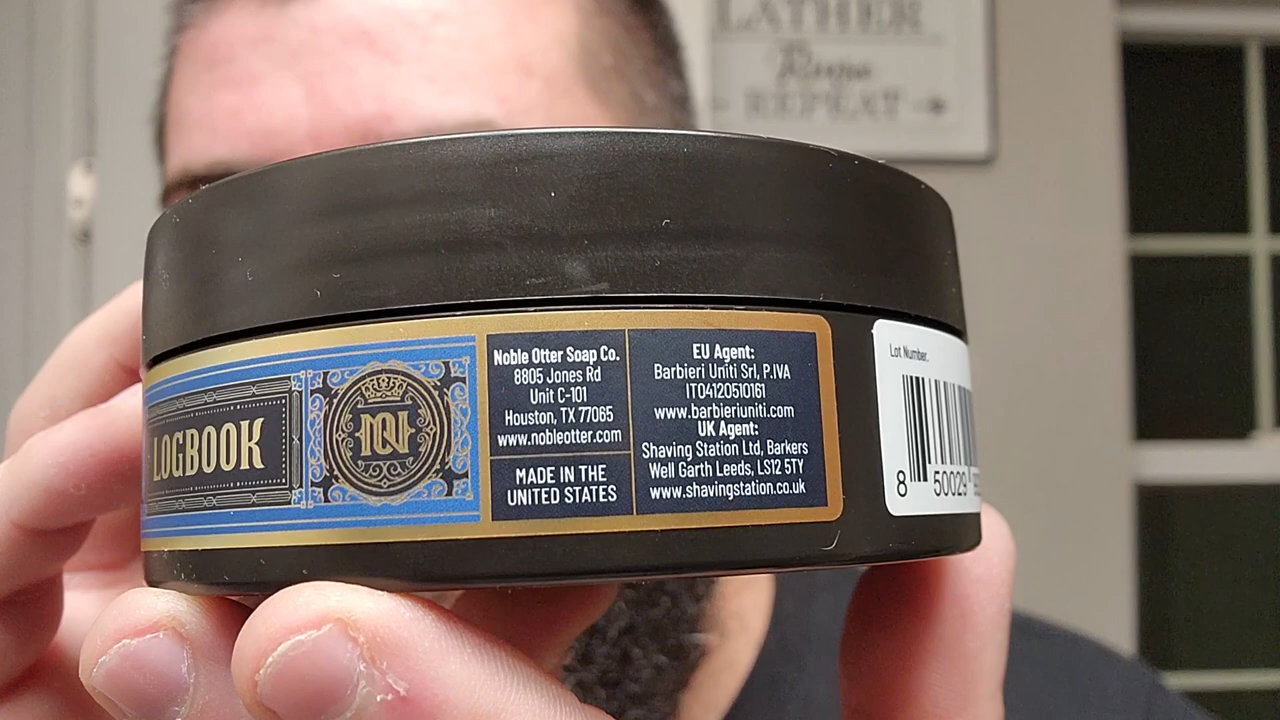 LATHER
Rinse
REPEAT
LOGBOOK
NO
Noble Otter Soap Co.
8805 Jones Rd
Unit C-101
Houston, TX 77065
www.nobleotter.com
MADE IN THE
UNITED STATES
EU Agent:
Barbieri Uniti Srl, P.IVA
IT04120510161
www.barbieriuniti.com
UK Agent:
Shaving Station Ltd, Barkers
Well Garth Leeds, LS12 5TY
www.shavingstation.co.uk
Lot Number:
8 50029